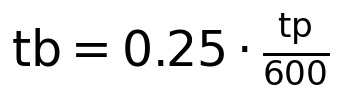 tb = 0.25 · tp/600